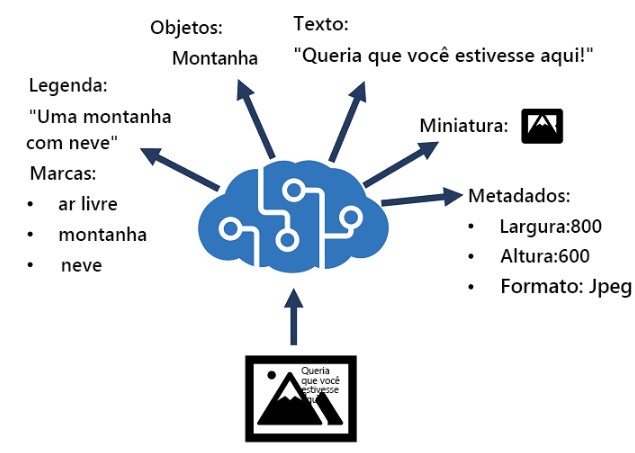 Objetos:
Montanha
Texto:
"Queria que você estivesse aqui!"
Legenda:
"Uma montanha
com neve"
Marcas:
• ar livre
• montanha
• neve
Miniatura:
Metadados:
• Largura:800
• Altura:600
• Formato: Jpeg
Queria
que você
estivesse
aqui